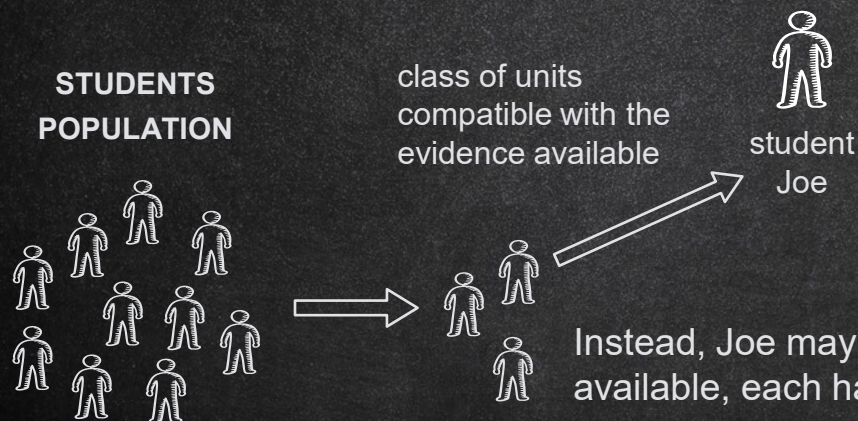 STUDENTS
POPULATION
class of units
compatible with the
evidence available
student
Joe
Instead, Joe may
available, each ha